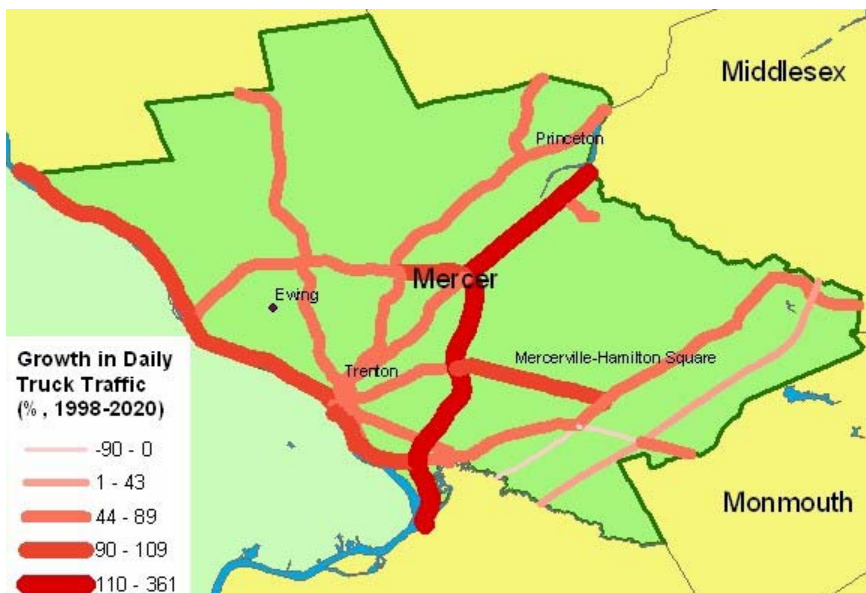 Middlesex
Princeton
Mercer
Ewing
Mercerville-Hamilton Square
Trenton
Monmouth
Growth in Daily
Truck Traffic
(%, 1998-2020)
-90 - 0
1 - 43
44 - 89
90 - 109
110 - 361